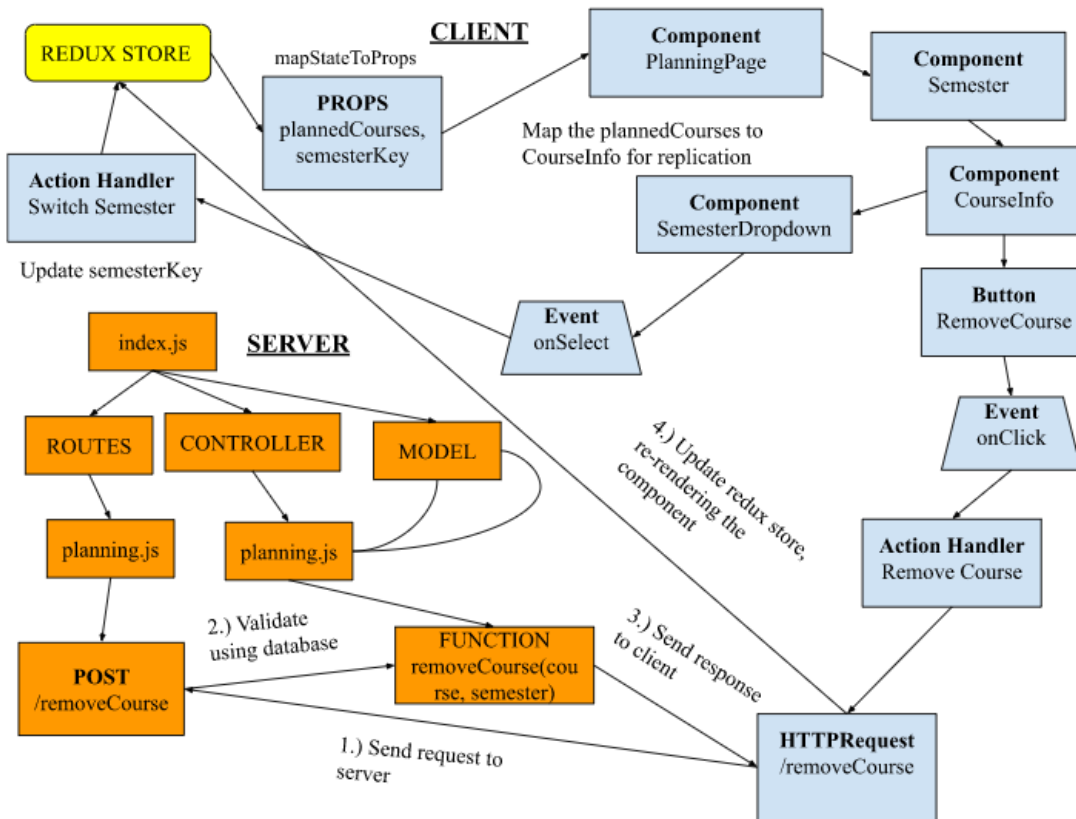 REDUX STORE
CLIENT
mapStateToProps
PROPS
plannedCourses,
semesterKey
Component
PlanningPage
Component
Semester
Map the plannedCourses to
CourseInfo for replication
Component
CourseInfo
Action Handler
Switch Semester
Component
SemesterDropdown
Update semesterKey
Button
RemoveCourse
Event
onSelect
index.js
SERVER
Event
onClick
ROUTES
CONTROLLER
MODEL
4.) Update redux store,
re-rendering the
component
planning.js
planning.js
Action Handler
Remove Course
2.) Validate
using database
FUNCTION
removeCourse(cou
rse, semester)
3.) Send response
to client
POST
/removeCourse
1.) Send request to
server
HTTPRequest
/removeCourse